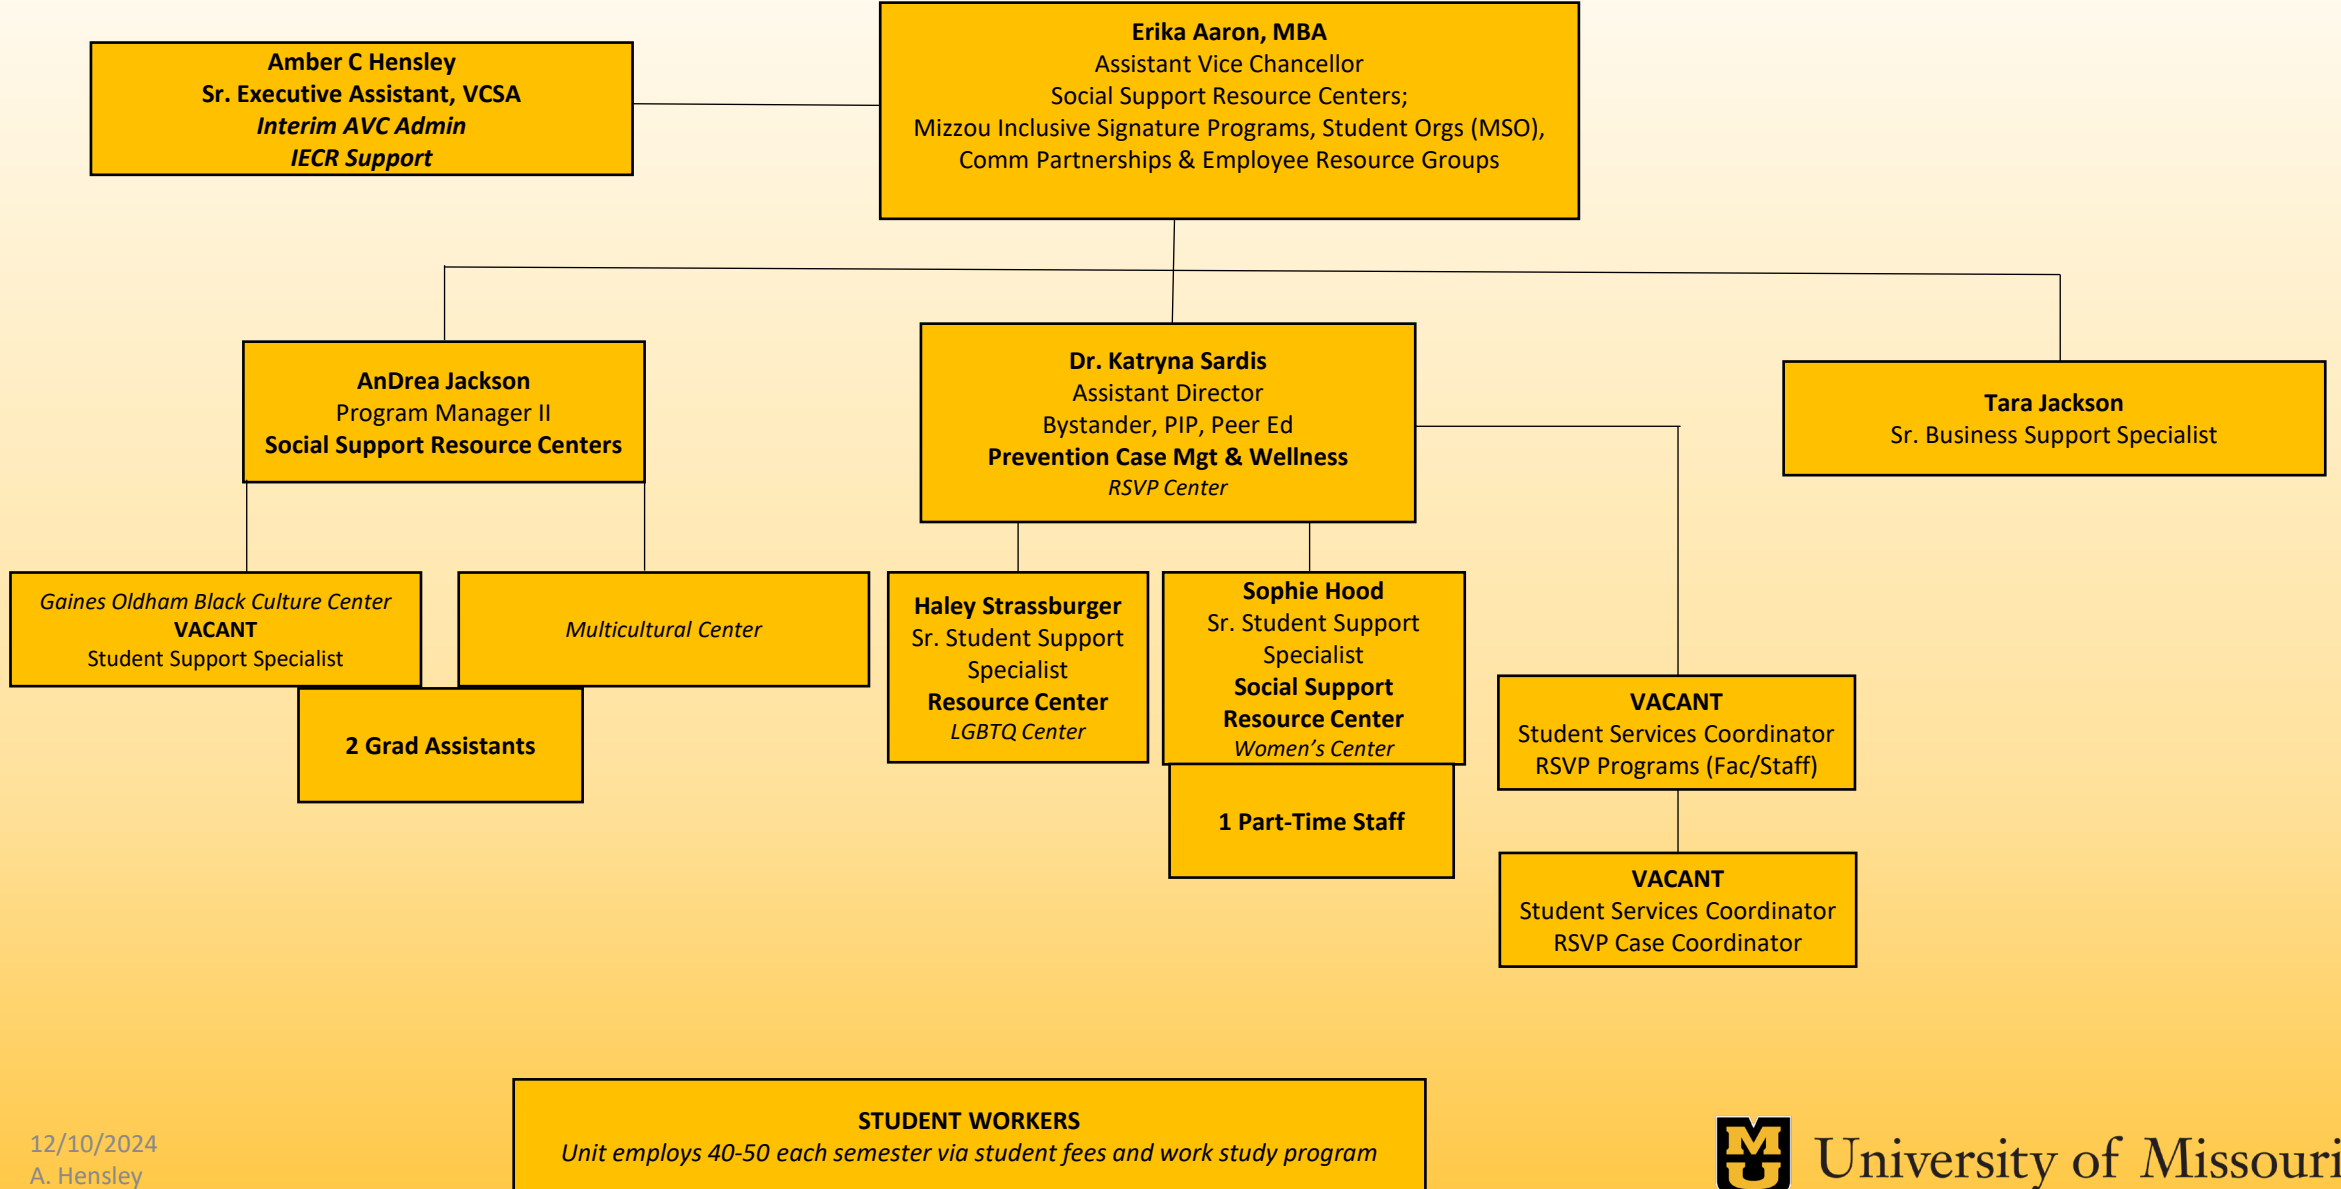 Amber C Hensley
Sr. Executive Assistant, VCSA
Interim AVC Admin
IECR Support
Erika Aaron, MBA
Assistant Vice Chancellor
Social Support Resource Centers;
Mizzou Inclusive Signature Programs, Student Orgs (MSO),
Comm Partnerships & Employee Resource Groups
AnDrea Jackson
Program Manager II
Social Support Resource Centers
Dr. Katryna Sardis
Assistant Director
Bystander, PIP, Peer Ed
Prevention Case Mgt & Wellness
RSVP Center
Tara Jackson
Sr. Business Support Specialist
Gaines Oldham Black Culture Center
VACANT
Student Support Specialist
Multicultural Center
2 Grad Assistants
Haley Strassburger
Sr. Student Support
Specialist
Resource Center
LGBTQ Center
Sophie Hood
Sr. Student Support
Specialist
Social Support
Resource Center
Women's Center
1 Part-Time Staff
VACANT
Student Services Coordinator
RSVP Programs (Fac/Staff)
VACANT
Student Services Coordinator
RSVP Case Coordinator
STUDENT WORKERS
Unit employs 40-50 each semester via student fees and work study program
12/10/2024
A. Hensley
MU
University of Missouri